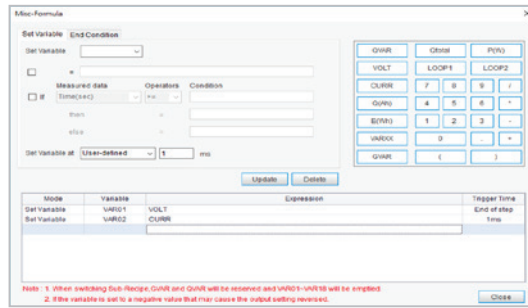 Misc-Formula
Set Variable End Condition
Set Variable
=
Measured data Operators Condition
If Time(sec) >=
then =
else =
Set Variable at User-defined 1 ms
GVAR Qtotal P(W)
VOLT LOOP1 LOOP2
CURR 7 8 9 /
Q(Ah) 4 5 6 *
E(Wh) 1 2 3 -
VARXX 0 . +
GVAR ( )
Update Delete
Mode Variable Expression Trigger Time
Set Variable VAR01 VOLT End of step
Set Variable VAR02 CURR 1ms
Note : 1. When switching Sub-Recipe, GVAR and QVAR will be reserved and VAR01~VAR18 will be emptied.
2. If the variable is set to a negative value that may cause the output setting reversed.
Close